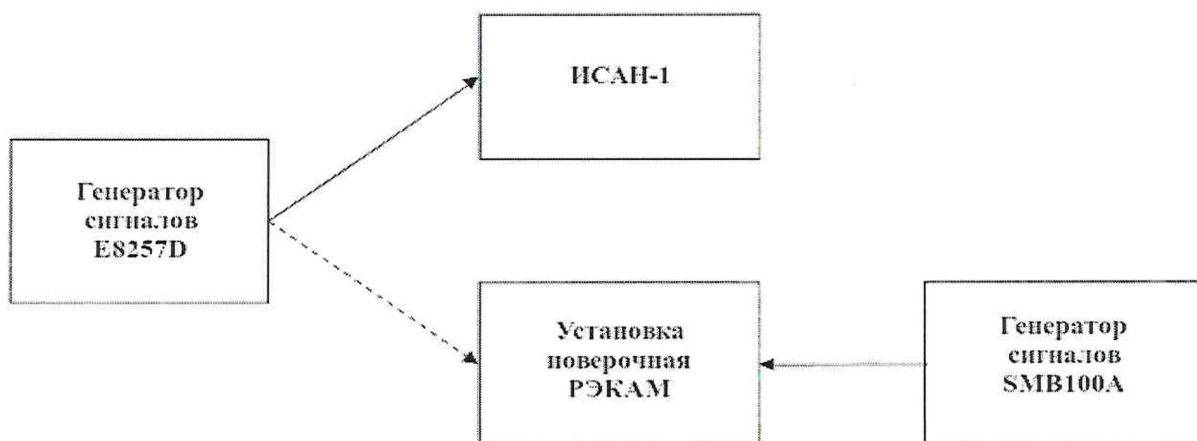 ИСАН-1
Генератор
сигналов
E8257D
Установка
поверочная
РЭКАМ
Генератор
сигналов
SMB100A